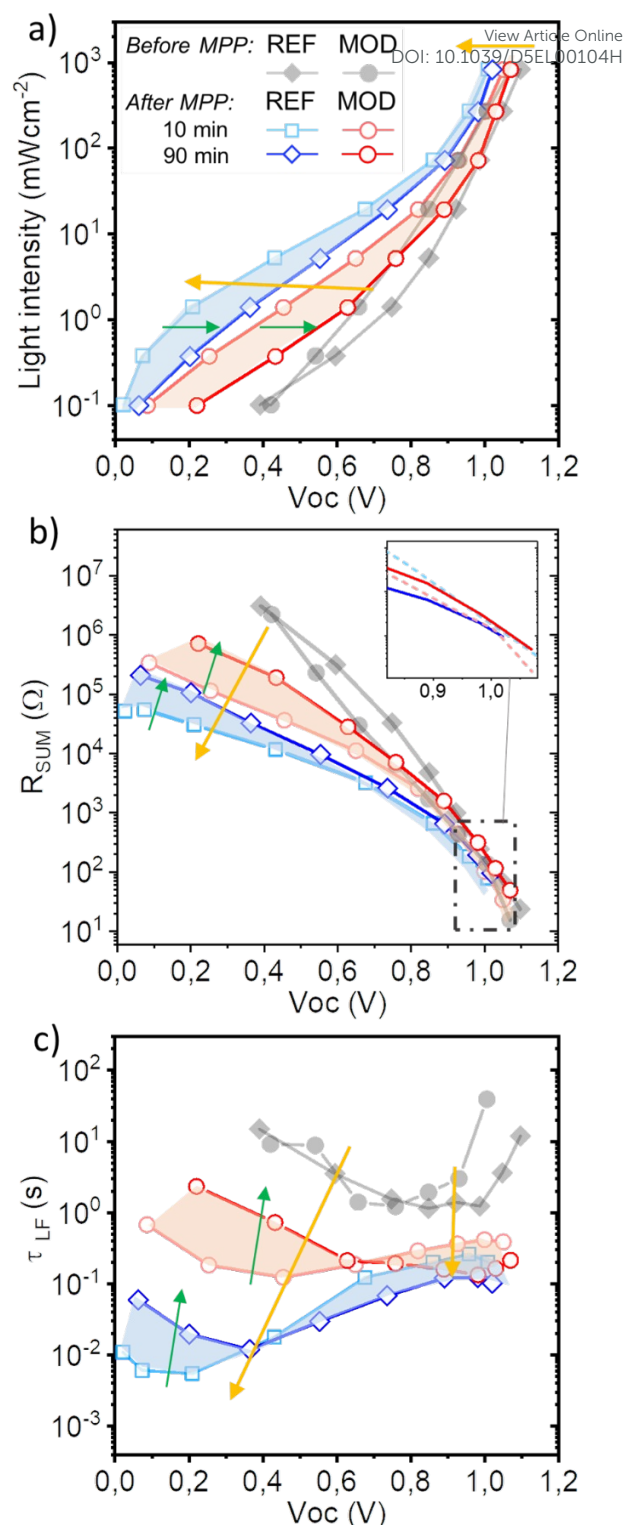 View Article Online
DOI: 10.1039/D5EL00104H
a)
Before MPP: REF MOD
After MPP: REF MOD
10 min
90 min
Light intensity (mWcm⁻²)
10³
10²
10¹
10⁰
10⁻¹
0,0 0,2 0,4 0,6 0,8 1,0 1,2
Voc (V)
b)
R_SUM (Ω)
10⁷
10⁶
10⁵
10⁴
10³
10²
10¹
0,9 1,0
0,0 0,2 0,4 0,6 0,8 1,0 1,2
Voc (V)
c)
τ_LF (s)
10²
10¹
10⁰
10⁻¹
10⁻²
10⁻³
0,0 0,2 0,4 0,6 0,8 1,0 1,2
Voc (V)